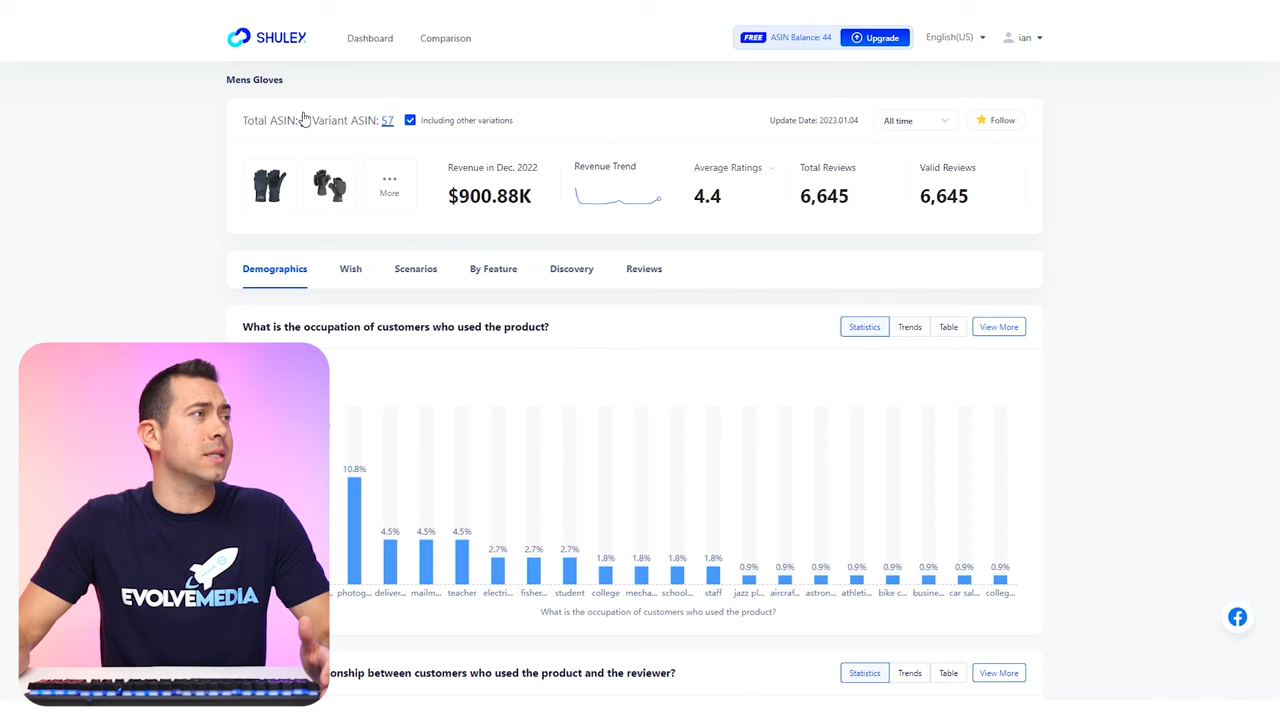 SHULEX
Dashboard
Comparison
FREE ASIN Balance: 44
Upgrade
English(US)
ian
Mens Gloves
Total ASIN:
Variant ASIN: 57
Including other variations
Update Date: 2023.01.04
All time
Follow
More
Revenue in Dec. 2022
$900.88K
Revenue Trend
Average Ratings
4.4
Total Reviews
6,645
Valid Reviews
6,645
Demographics
Wish
Scenarios
By Feature
Discovery
Reviews
What is the occupation of customers who used the product?
Statistics
Trends
Table
View More
10.8%
4.5%
4.5%
4.5%
2.7%
2.7%
2.7%
1.8%
1.8%
1.8%
1.8%
0.9%
0.9%
0.9%
0.9%
0.9%
0.9%
0.9%
0.9%
photog...
deliver...
mailm...
teacher
electri...
fisher...
student
college
mecha...
school...
staff
jazz pl...
aircraf...
astron...
athleti...
bike c...
busine...
car sal...
colleg...
What is the occupation of customers who used the product?
onship between customers who used the product and the reviewer?
Statistics
Trends
Table
View More
EVOLVEMEDIA